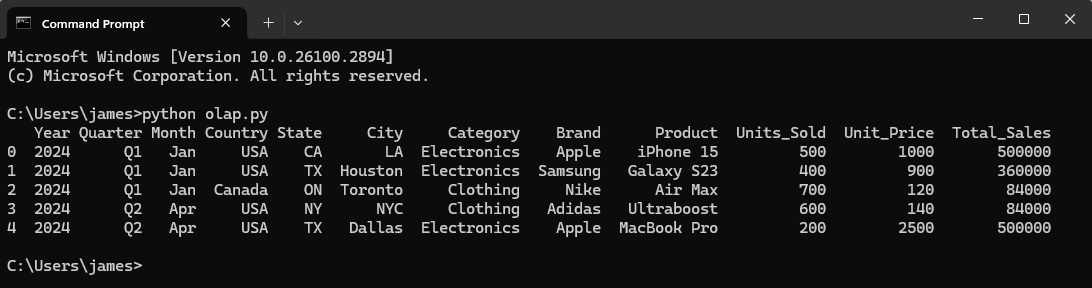 Command Prompt
Microsoft Windows [Version 10.0.26100.2894]
(c) Microsoft Corporation. All rights reserved.
C:\Users\james>python olap.py
   Year Quarter Month Country State     City     Category    Brand      Product  Units_Sold  Unit_Price  Total_Sales
0  2024      Q1   Jan     USA    CA       LA  Electronics    Apple    iPhone 15         500        1000       500000
1  2024      Q1   Jan     USA    TX  Houston  Electronics  Samsung   Galaxy S23         400         900       360000
2  2024      Q1   Jan  Canada    ON  Toronto     Clothing     Nike      Air Max         700         120        84000
3  2024      Q2   Apr     USA    NY      NYC     Clothing   Adidas   Ultraboost         600         140        84000
4  2024      Q2   Apr     USA    TX   Dallas  Electronics    Apple  MacBook Pro         200        2500       500000
C:\Users\james>